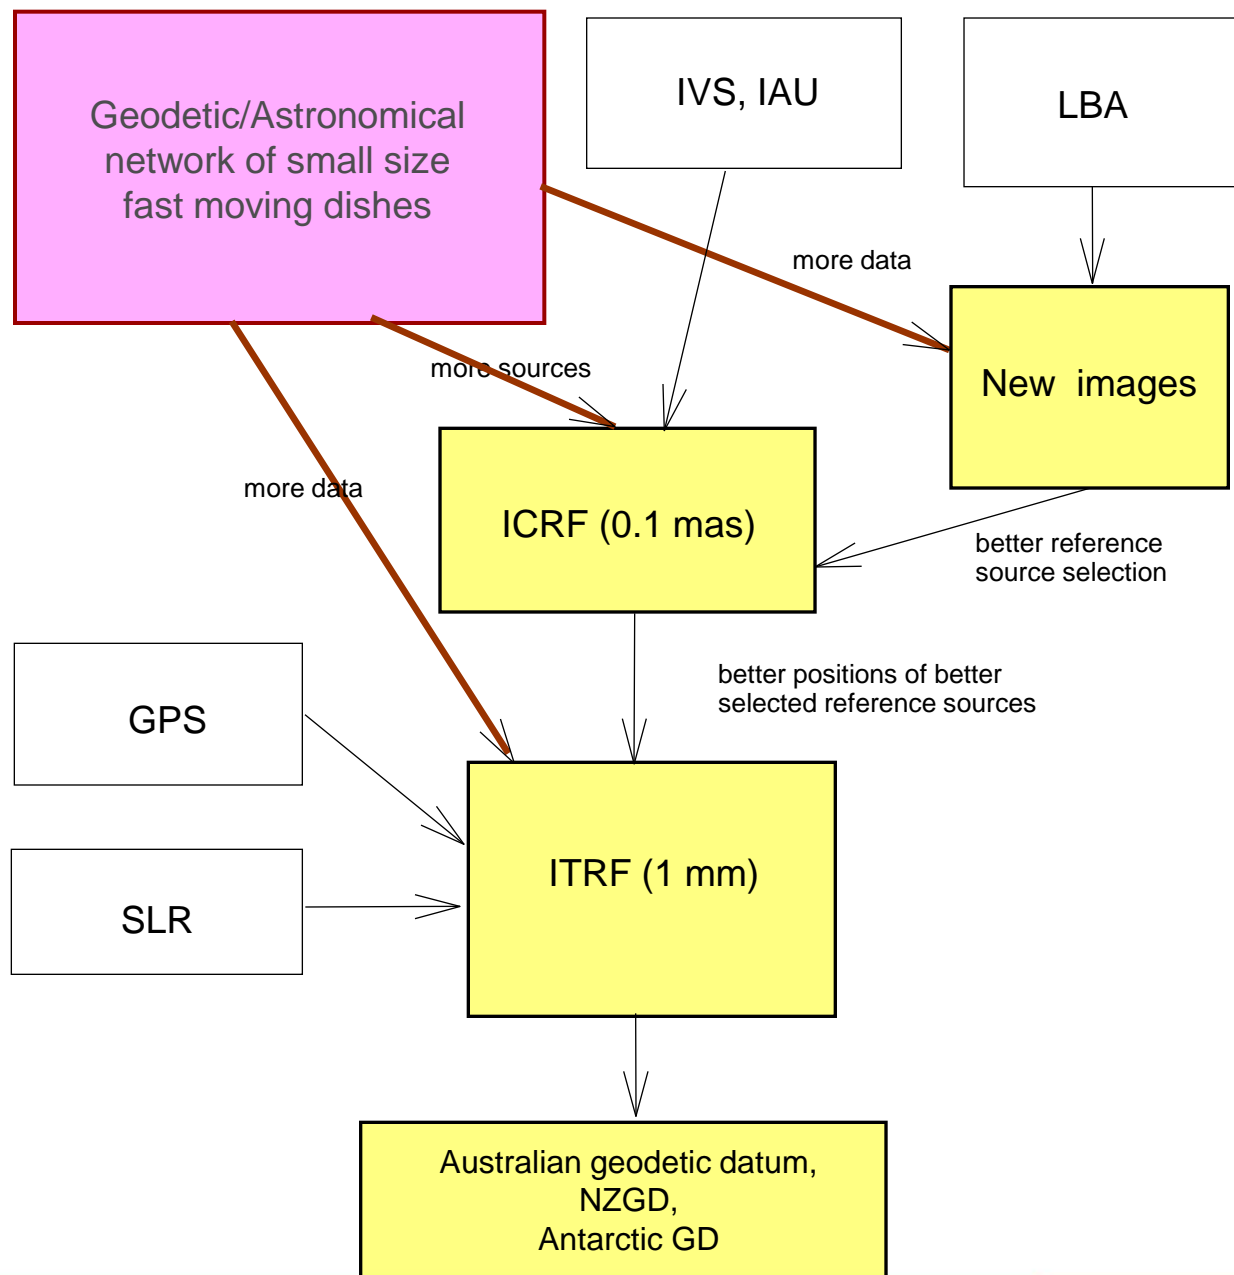 Geodetic/Astronomical
network of small size
fast moving dishes
IVS, IAU
LBA
more data
more sources
New images
more data
ICRF (0.1 mas)
better reference
source selection
better positions of better
selected reference sources
GPS
SLR
ITRF (1 mm)
Australian geodetic datum,
NZGD,
Antarctic GD